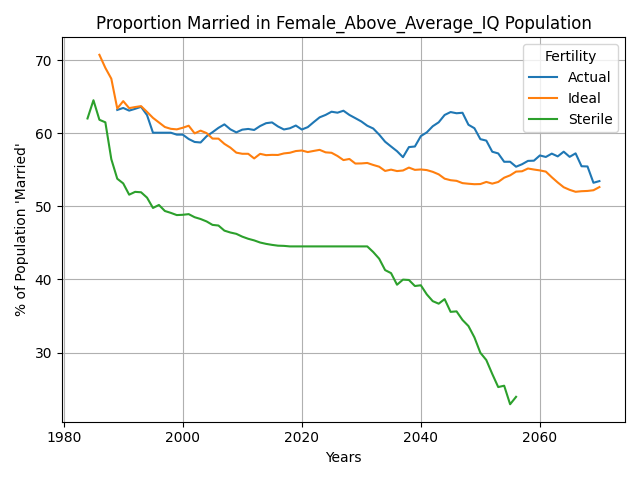 Proportion Married in Female_Above_Average_IQ Population
Fertility
Actual
Ideal
Sterile
% of Population 'Married'
70
60
50
40
30
1980
2000
2020
2040
2060
Years